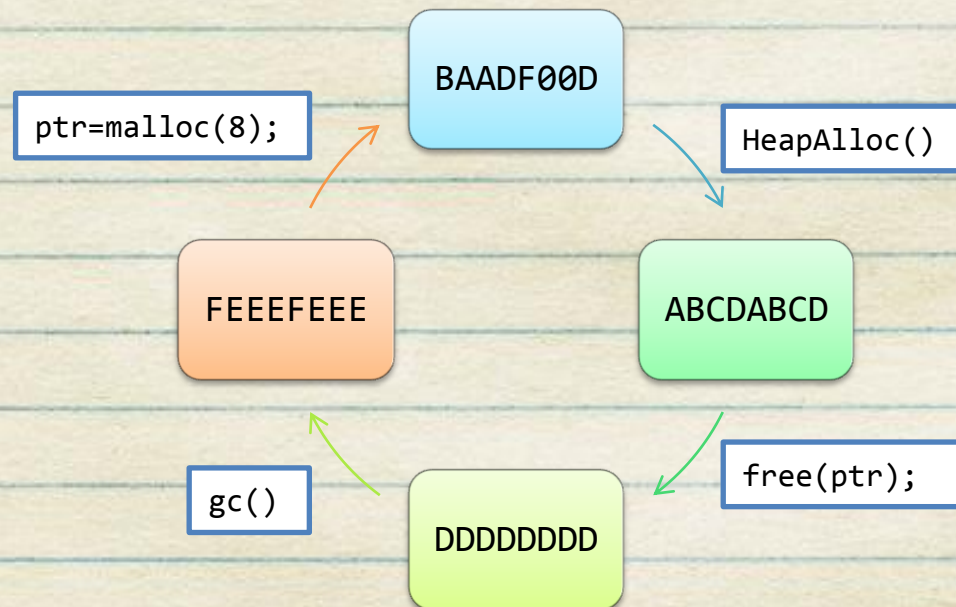 BAADF00D
ptr=malloc(8);
HeapAlloc()
FEEEFEEE
ABCDABCD
gc()
free(ptr);
DDDDDDDD